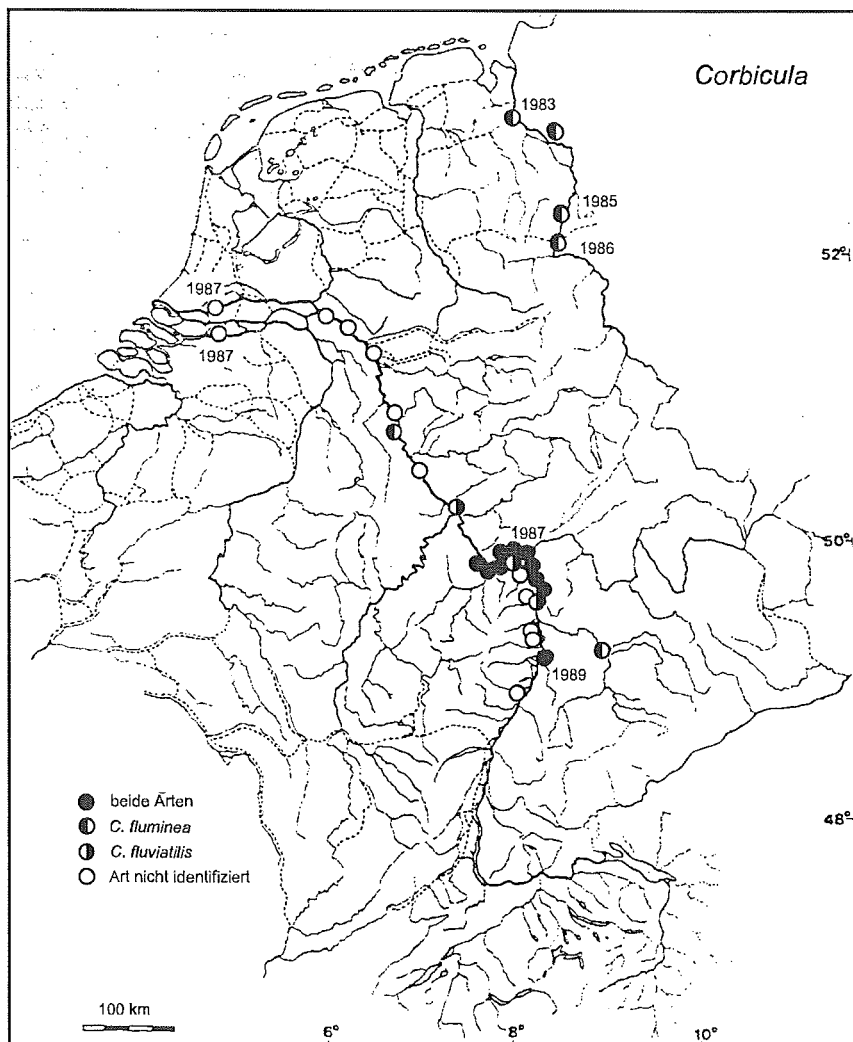 Corbicula
1983
1985
1986
52°
1987
1987
1987
50°
1989
48°
beide Ärten
C. fluminea
C. fluviatilis
Art nicht identifiziert
100 km
6°
8°
10°